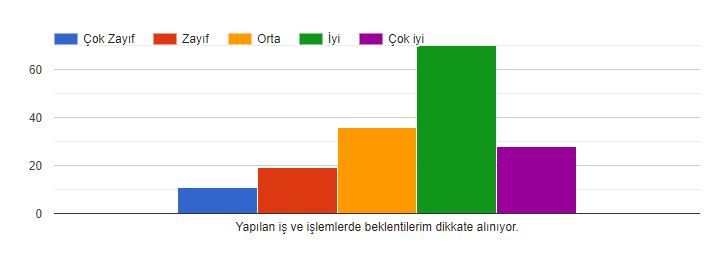 Çok Zayıf Zayıf Orta İyi Çok iyi
60
40
20
0
Yapılan iş ve işlemlerde beklentilerim dikkate alınıyor.